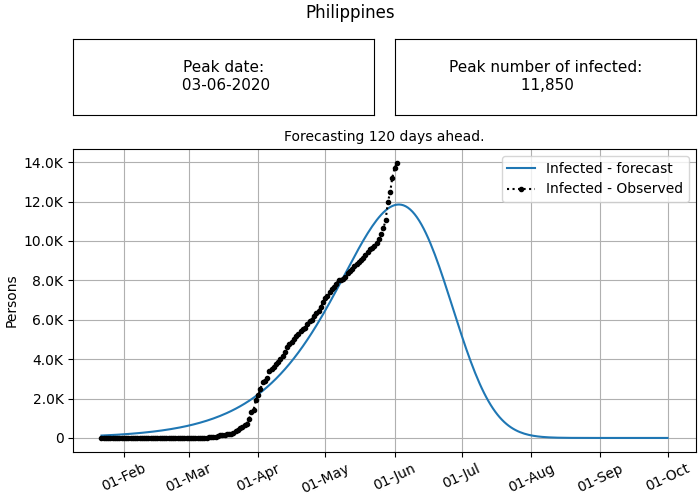 Philippines
Peak date:
03-06-2020
Peak number of infected:
11,850
Forecasting 120 days ahead.
Infected - forecast
Infected - Observed
Persons
14.0K
12.0K
10.0K
8.0K
6.0K
4.0K
2.0K
0
01-Feb
01-Mar
01-Apr
01-May
01-Jun
01-Jul
01-Aug
01-Sep
01-Oct